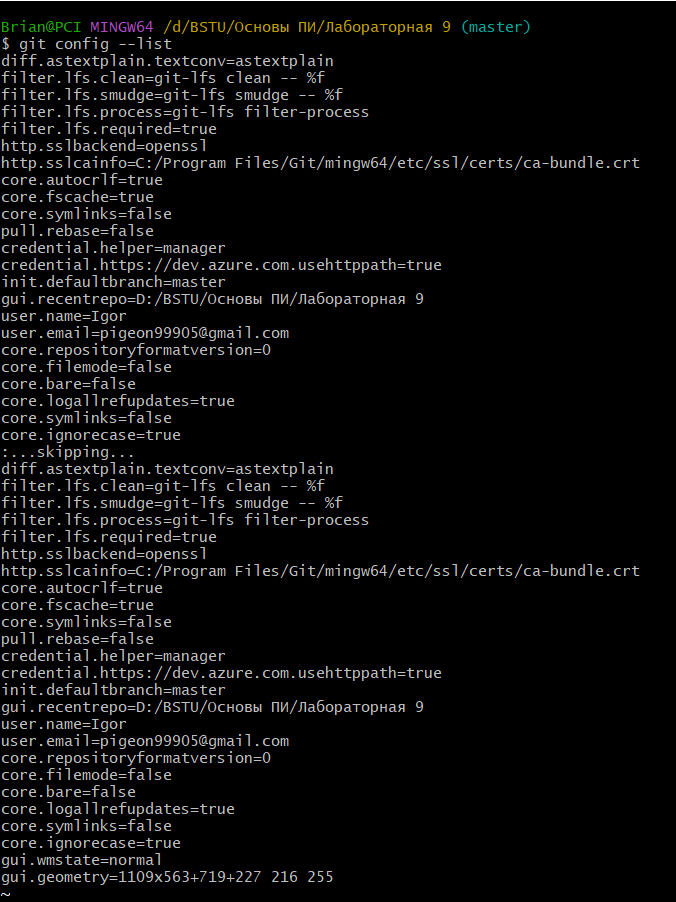 Brian@PCI MINGW64 /d/BSTU/Основы ПИ/Лабораторная 9 (master)
$ git config --list
diff.astextplain.textconv=astextplain
filter.lfs.clean=git-lfs clean -- %f
filter.lfs.smudge=git-lfs smudge -- %f
filter.lfs.process=git-lfs filter-process
filter.lfs.required=true
http.sslbackend=openssl
http.sslcainfo=C:/Program Files/Git/mingw64/etc/ssl/certs/ca-bundle.crt
core.autocrlf=true
core.fscache=true
core.symlinks=false
pull.rebase=false
credential.helper=manager
credential.https://dev.azure.com.usehttppath=true
init.defaultbranch=master
gui.recentrepo=D:/BSTU/Основы ПИ/Лабораторная 9
user.name=Igor
user.email=pigeon99905@gmail.com
core.repositoryformatversion=0
core.filemode=false
core.bare=false
core.logallrefupdates=true
core.symlinks=false
core.ignorecase=true
:...skipping...
diff.astextplain.textconv=astextplain
filter.lfs.clean=git-lfs clean -- %f
filter.lfs.smudge=git-lfs smudge -- %f
filter.lfs.process=git-lfs filter-process
filter.lfs.required=true
http.sslbackend=openssl
http.sslcainfo=C:/Program Files/Git/mingw64/etc/ssl/certs/ca-bundle.crt
core.autocrlf=true
core.fscache=true
core.symlinks=false
pull.rebase=false
credential.helper=manager
credential.https://dev.azure.com.usehttppath=true
init.defaultbranch=master
gui.recentrepo=D:/BSTU/Основы ПИ/Лабораторная 9
user.name=Igor
user.email=pigeon99905@gmail.com
core.repositoryformatversion=0
core.filemode=false
core.bare=false
core.logallrefupdates=true
core.symlinks=false
core.ignorecase=true
gui.wmstate=normal
gui.geometry=1109x563+719+227 216 255
~